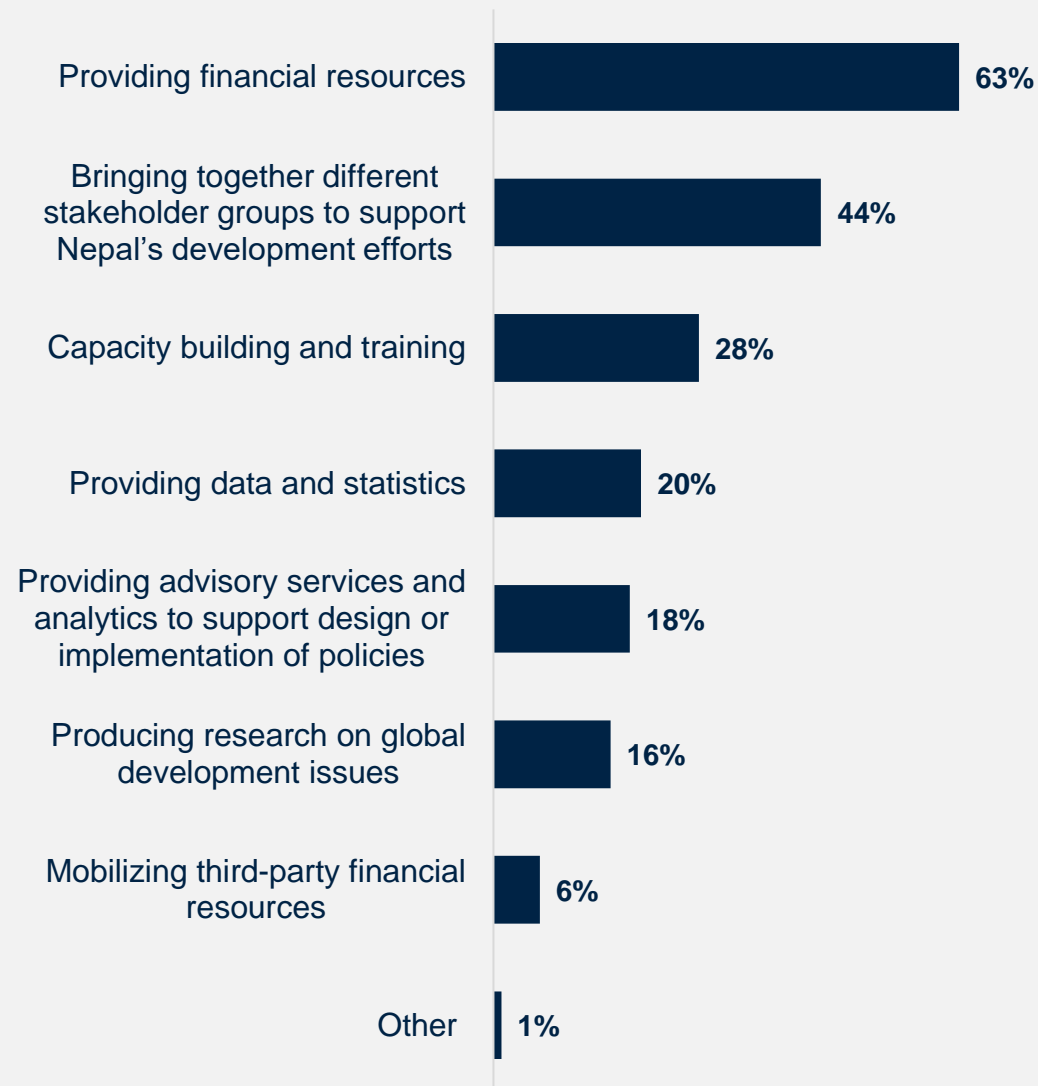 Providing financial resources
63%
Bringing together different
stakeholder groups to support
Nepal’s development efforts
44%
Capacity building and training
28%
Providing data and statistics
20%
Providing advisory services and
analytics to support design or
implementation of policies
18%
Producing research on global
development issues
16%
Mobilizing third-party financial
resources
6%
Other
1%